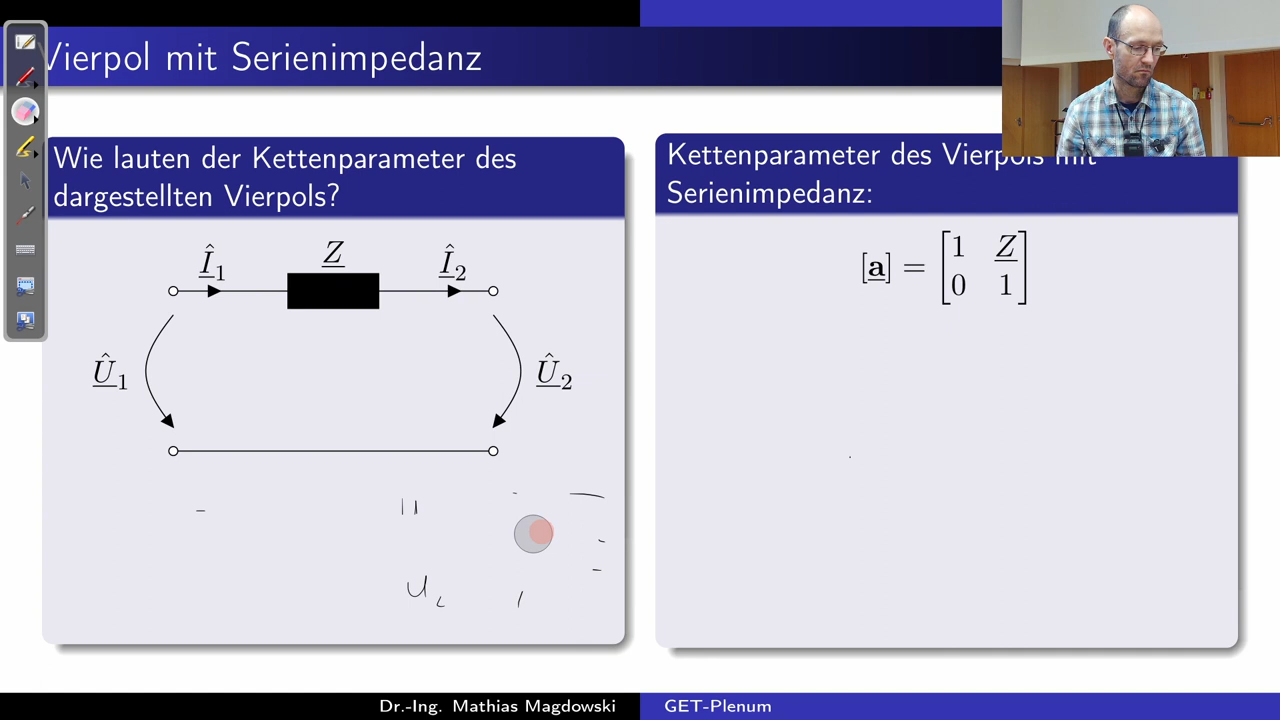 Vierpol mit Serienimpedanz
Wie lauten der Kettenparameter des
dargestellten Vierpols?
Î₁ Z Î₂
Û₁ Û₂
U₂
Kettenparameter des Vierpols mit
Serienimpedanz:
[a] = [1 Z
0 1]
Dr.-Ing. Mathias Magdowski GET-Plenum